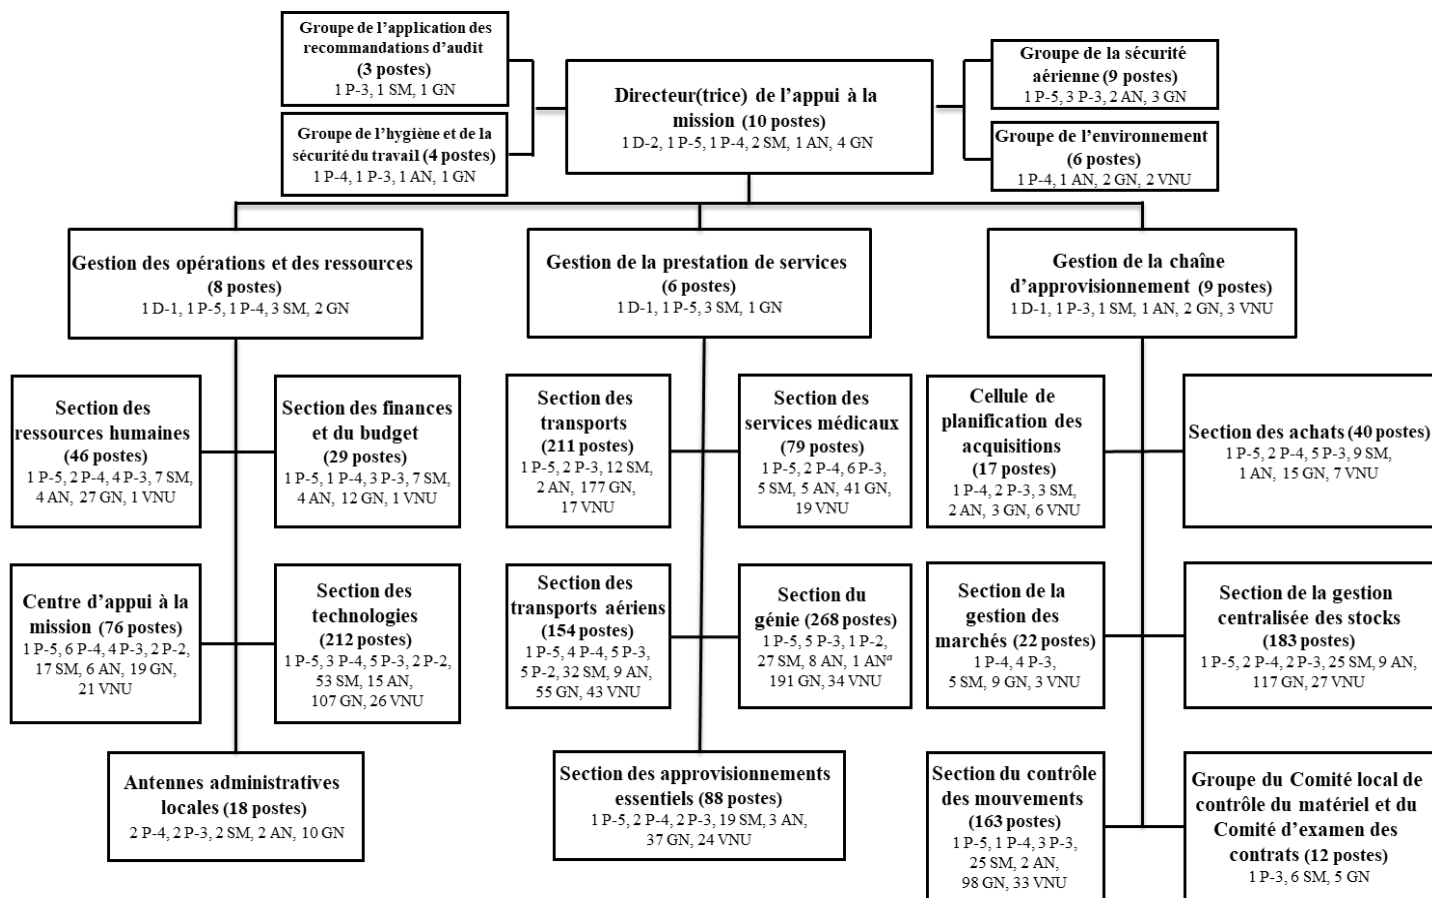 Groupe de l'application des
recommandations d'audit
(3 postes)
1 P-3, 1 SM, 1 GN
Groupe de l'hygiène et de la
sécurité du travail (4 postes)
1 P-4, 1 P-3, 1 AN, 1 GN
Directeur(trice) de l'appui à la
mission (10 postes)
1 D-2, 1 P-5, 1 P-4, 2 SM, 1 AN, 4 GN
Groupe de la sécurité
aérienne (9 postes)
1 P-5, 3 P-3, 2 AN, 3 GN
Groupe de l'environnement
(6 postes)
1 P-4, 1 AN, 2 GN, 2 VNU
Gestion des opérations et des ressources
(8 postes)
1 D-1, 1 P-5, 1 P-4, 3 SM, 2 GN
Gestion de la prestation de services
(6 postes)
1 D-1, 1 P-5, 3 SM, 1 GN
Gestion de la chaîne
d'approvisionnement (9 postes)
1 D-1, 1 P-3, 1 SM, 1 AN, 2 GN, 3 VNU
Section des
ressources humaines
(46 postes)
1 P-5, 2 P-4, 4 P-3, 7 SM,
4 AN, 27 GN, 1 VNU
Section des finances
et du budget
(29 postes)
1 P-5, 1 P-4, 3 P-3, 7 SM,
4 AN, 12 GN, 1 VNU
Section des
transports
(211 postes)
1 P-5, 2 P-3, 12 SM,
2 AN, 177 GN,
17 VNU
Section des
services médicaux
(79 postes)
1 P-5, 2 P-4, 6 P-3,
5 SM, 5 AN, 41 GN,
19 VNU
Cellule de
planification des
acquisitions
(17 postes)
1 P-4, 2 P-3, 3 SM,
2 AN, 3 GN, 6 VNU
Section des achats (40 postes)
1 P-5, 2 P-4, 5 P-3, 9 SM,
1 AN, 15 GN, 7 VNU
Centre d'appui à la
mission (76 postes)
1 P-5, 6 P-4, 4 P-3, 2 P-2,
17 SM, 6 AN, 19 GN,
21 VNU
Section des
technologies
(212 postes)
1 P-5, 3 P-4, 5 P-3, 2 P-2,
53 SM, 15 AN,
107 GN, 26 VNU
Section des
transports aériens
(154 postes)
1 P-5, 4 P-4, 5 P-3,
5 P-2, 32 SM, 9 AN,
55 GN, 43 VNU
Section du
génie (268 postes)
1 P-5, 5 P-3, 1 P-2,
27 SM, 8 AN, 1 ANᵃ
191 GN, 34 VNU
Section de la
gestion des
marchés (22 postes)
1 P-4, 4 P-3,
5 SM, 9 GN, 3 VNU
Section de la gestion
centralisée des stocks
(183 postes)
1 P-5, 2 P-4, 2 P-3, 25 SM, 9 AN,
117 GN, 27 VNU
Antennes administratives
locales (18 postes)
2 P-4, 2 P-3, 2 SM, 2 AN, 10 GN
Section des approvisionnements
essentiels (88 postes)
1 P-5, 2 P-4, 2 P-3, 19 SM, 3 AN,
37 GN, 24 VNU
Section du contrôle
des mouvements
(163 postes)
1 P-5, 1 P-4, 3 P-3,
25 SM, 2 AN,
98 GN, 33 VNU
Groupe du Comité local de
contrôle du matériel et du
Comité d'examen des
contrats (12 postes)
1 P-3, 6 SM, 5 GN